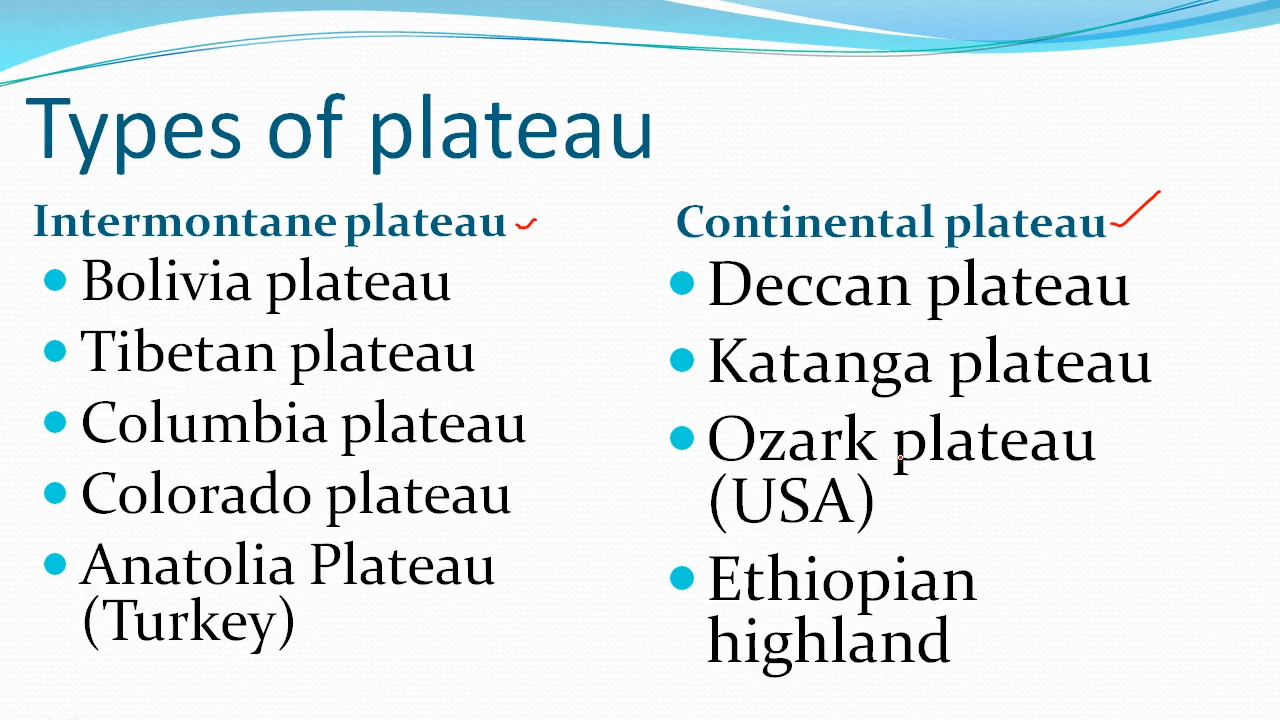 Types of plateau
Intermontane plateau
Bolivia plateau
Tibetan plateau
Columbia plateau
Colorado plateau
Anatolia Plateau
(Turkey)
Continental plateau
Deccan plateau
Katanga plateau
Ozark plateau
(USA)
Ethiopian
highland